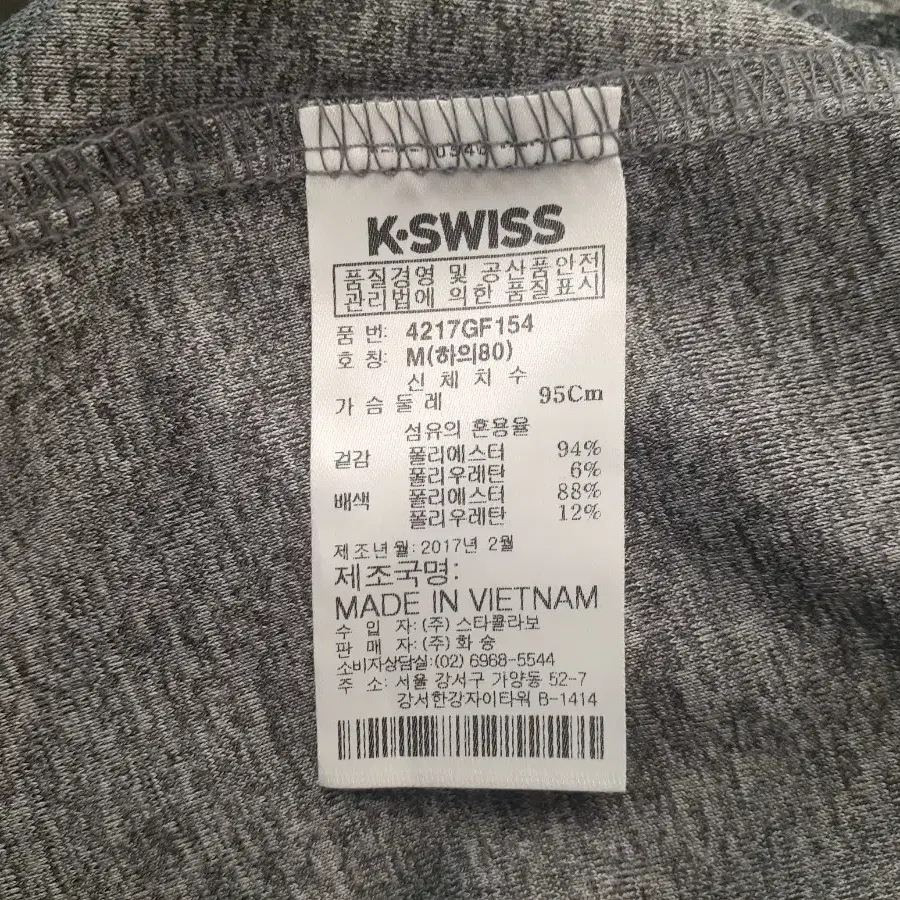 K·SWISS
품질경영 및 공산품안전
관리법에 의한 품질표시
품 번: 4217GF154
호 칭: M(하의80)
신 체 치 수
가 슴 둘 레 95Cm
섬유의 혼용율
겉감 폴리에스터 94%
폴리우레탄 6%
배색 폴리에스터 88%
폴리우레탄 12%
제조년월: 2017년 2월
제조국명:
MADE IN VIETNAM
수 입 자: (주) 스타콜라보
판 매 자: (주) 화 승
소비자상담실: (02) 6968-5544
주 소: 서울 강서구 가양동 52-7
강서한강자이타워 B-1414